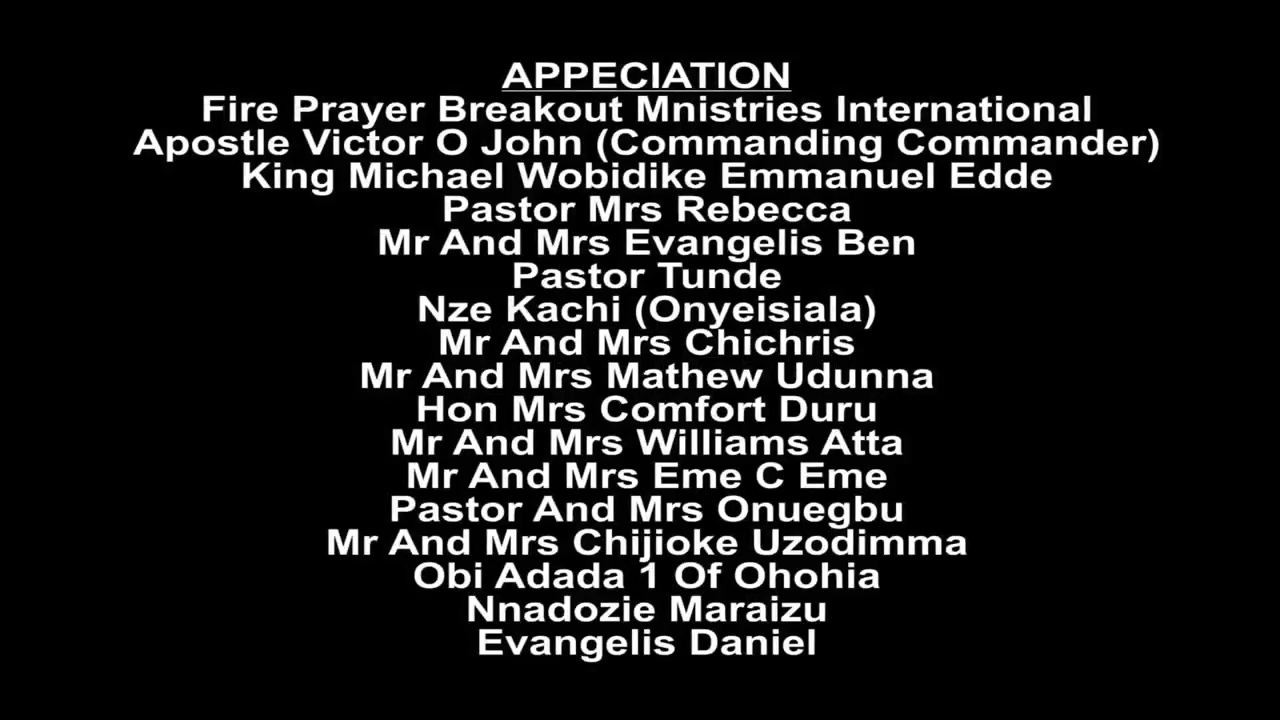 APPECIATION
Fire Prayer Breakout Mnistries International
Apostle Victor O John (Commanding Commander)
King Michael Wobidike Emmanuel Edde
Pastor Mrs Rebecca
Mr And Mrs Evangelis Ben
Pastor Tunde
Nze Kachi (Onyeisiala)
Mr And Mrs Chichris
Mr And Mrs Mathew Udunna
Hon Mrs Comfort Duru
Mr And Mrs Williams Atta
Mr And Mrs Eme C Eme
Pastor And Mrs Onuegbu
Mr And Mrs Chijioke Uzodimma
Obi Adada 1 Of Ohohia
Nnadozie Maraizu
Evangelis Daniel